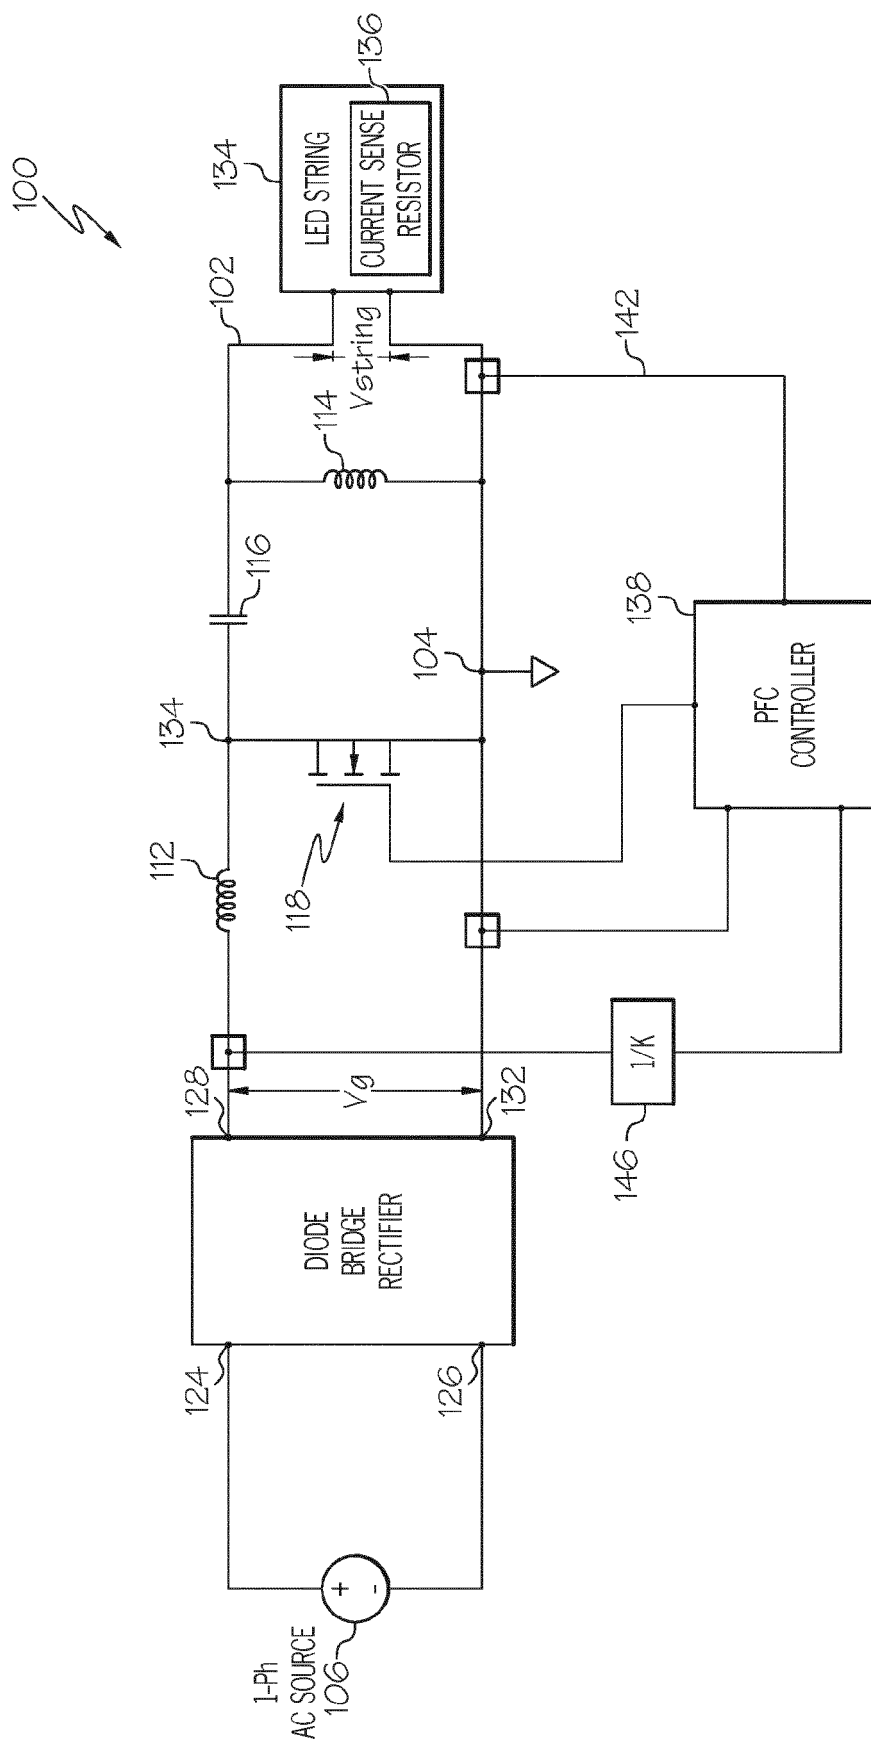 100
102
134
LED STRING
CURRENT SENSE
RESISTOR
136
Vstring
114
116
134
112
118
104
142
138
PFC
CONTROLLER
128
Vg
132
1/K
146
DIODE
BRIDGE
RECTIFIER
124
126
+
-
1-Ph
AC SOURCE
106